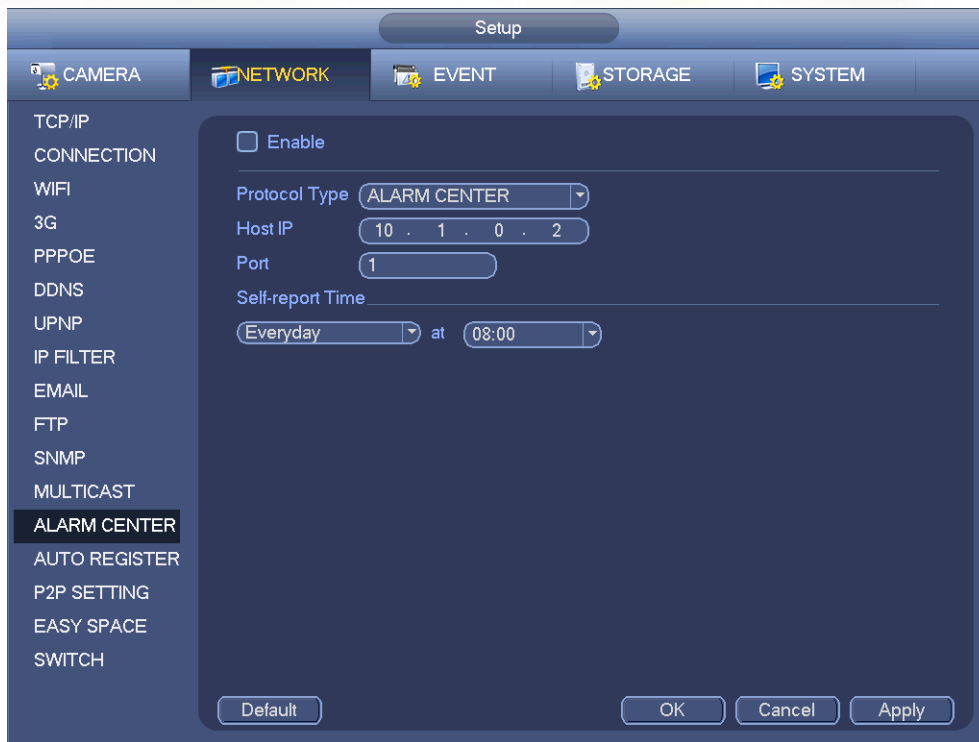 Setup
CAMERA NETWORK EVENT STORAGE SYSTEM
TCP/IP
CONNECTION
WIFI
3G
PPPOE
DDNS
UPNP
IP FILTER
EMAIL
FTP
SNMP
MULTICAST
ALARM CENTER
AUTO REGISTER
P2P SETTING
EASY SPACE
SWITCH
Enable
Protocol Type ALARM CENTER
Host IP 10 . 1 . 0 . 2
Port 1
Self-report Time
Everyday at 08:00
Default OK Cancel Apply